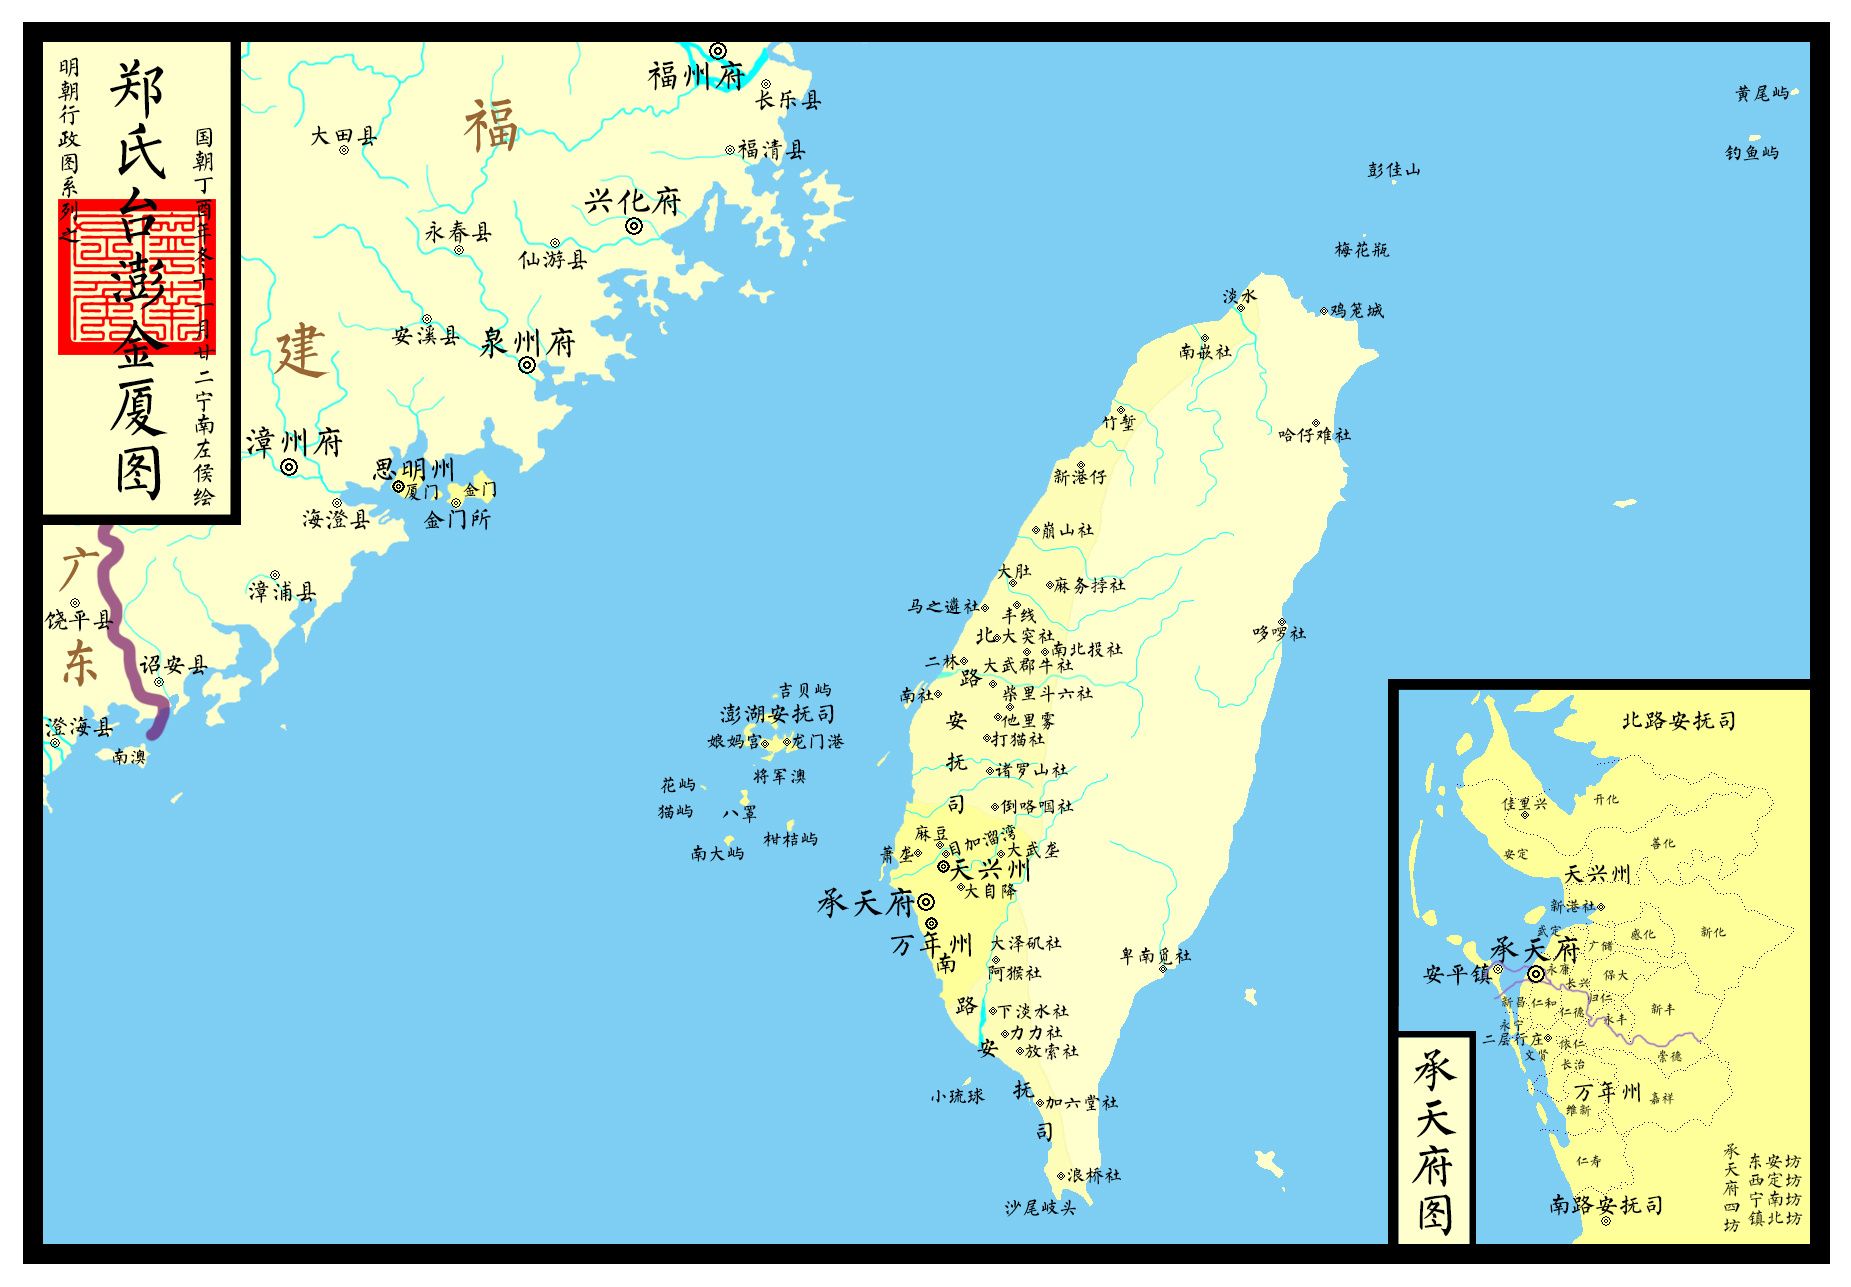 明朝行政图系列之
郑氏台澎金厦图
国朝丁酉年冬十一月廿二宁南左侯绘
福州府
长乐县
福
大田县
福清县
兴化府
永春县
仙游县
安溪县
泉州府
建
漳州府
思明州
厦门
金门
海澄县
金门所
广
漳浦县
饶平县
东
诏安县
澄海县
南澳
黄尾屿
钓鱼屿
彭佳山
梅花瓶
淡水
鸡笼城
南嵌社
竹堑
哈仔难社
新港仔
崩山社
大肚
麻务捋社
马之遴社
半线
北
大突社
哆啰社
二林
大武郡牛社
南北投社
路
南社
柴里斗六社
安
他里雾
打猫社
抚
诸罗山社
司
倒咯啯社
吉贝屿
澎湖安抚司
娘妈宫
龙门港
将军澳
花屿
猫屿
八罩
柑桔屿
南大屿
麻豆
目加溜湾
萧垄
大武垄
天兴州
大自降
承天府
万年州
大泽矶社
南
阿猴社
卑南觅社
路
下淡水社
力力社
安
放索社
小琉球
抚
加六堂社
司
浪桥社
沙尾岐头
北路安抚司
佳里兴
开化
善化
安定
天兴州
新港社
武定
广储
感化
新化
承天府
安平镇
永康
长兴
保大
归仁
新昌
仁和
仁德
永丰
新丰
永宁
二层行庄
依仁
文贤
长治
崇德
万年州
嘉祥
维新
仁寿
南路安抚司
承天府四坊
东安坊
西定坊
宁南坊
镇北坊
承天府图